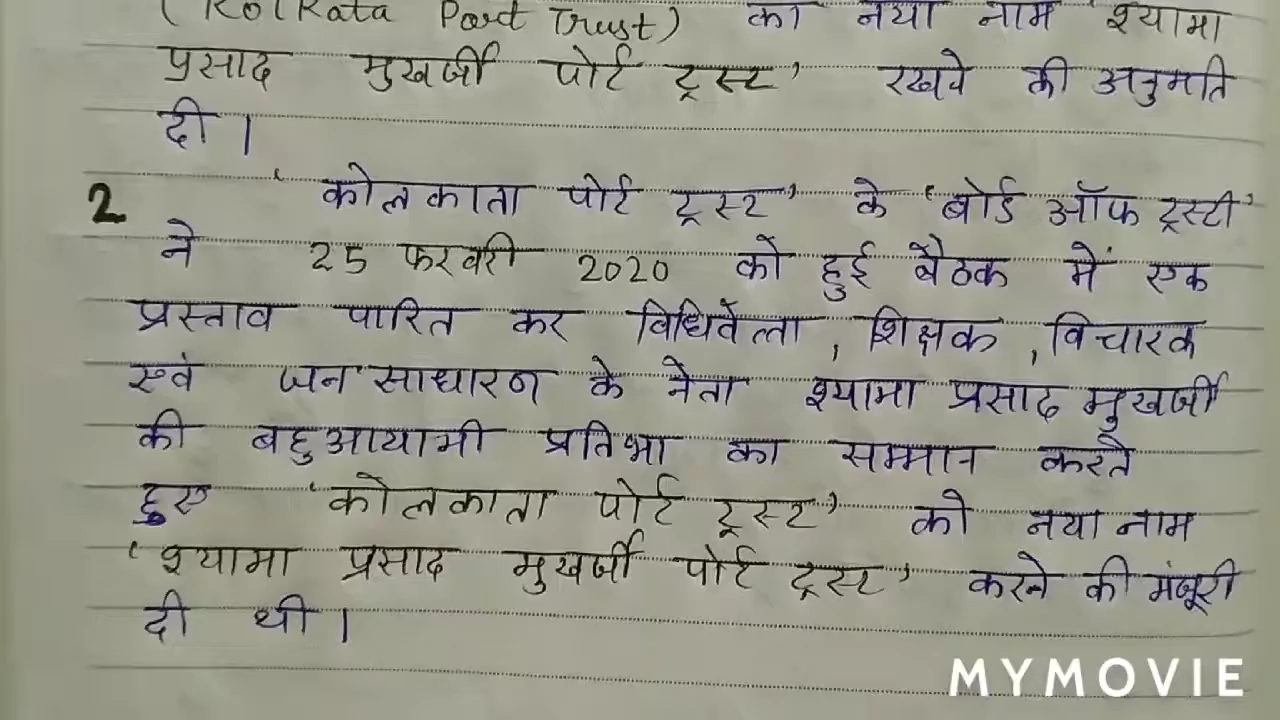 (Kolkata Port Trust) का नया नाम 'श्यामा
प्रसाद मुखर्जी पोर्ट ट्रस्ट' रखने की अनुमति
दी।
2 'कोलकाता पोर्ट ट्रस्ट' के 'बोर्ड ऑफ ट्रस्टी'
ने 25 फरवरी 2020 को हुई बैठक में एक
प्रस्ताव पारित कर विधिवेत्ता, शिक्षक, विचारक
एवं जन साधारण के नेता श्यामा प्रसाद मुखर्जी
की बहुआयामी प्रतिभा का सम्मान करते
हुए 'कोलकाता पोर्ट ट्रस्ट' को नया नाम
'श्यामा प्रसाद मुखर्जी पोर्ट ट्रस्ट' करने की मंजूरी
दी थी।
MYMOVIE